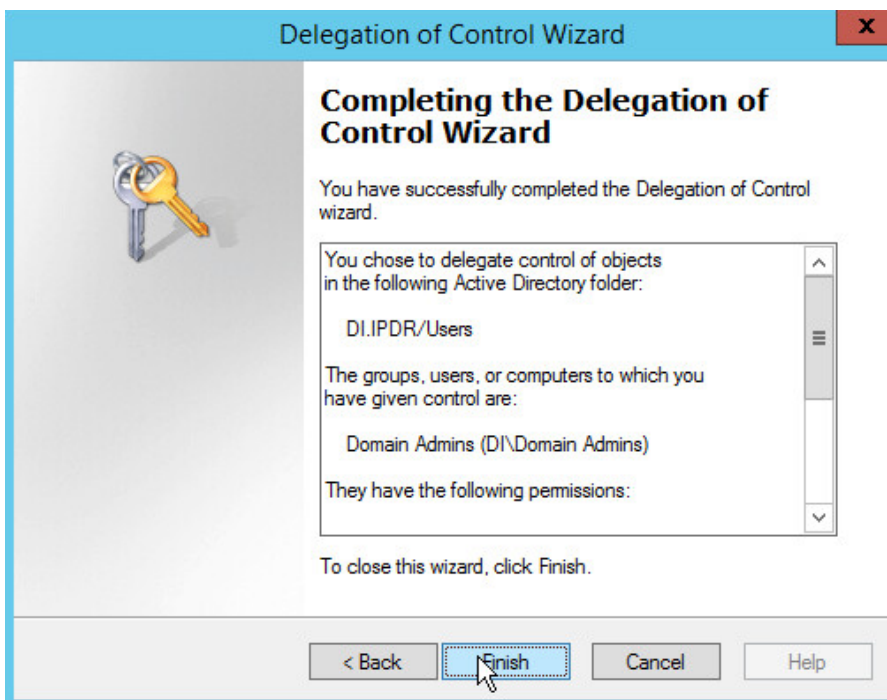 Delegation of Control Wizard
x
Completing the Delegation of
Control Wizard
You have successfully completed the Delegation of Control
wizard.
You chose to delegate control of objects
in the following Active Directory folder:
DI.IPDR/Users
The groups, users, or computers to which you
have given control are:
Domain Admins (DI\Domain Admins)
They have the following permissions:
To close this wizard, click Finish.
< Back Finish Cancel Help